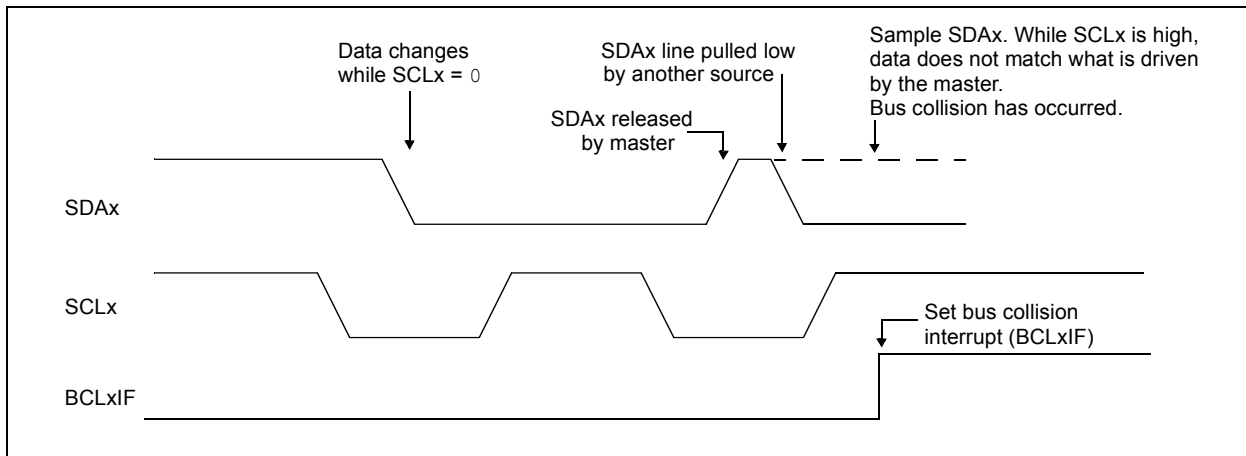 Data changes
while SCLx = 0
SDAx line pulled low
by another source
SDAx released
by master
Sample SDAx. While SCLx is high,
data does not match what is driven
by the master.
Bus collision has occurred.
SDAx
SCLx
Set bus collision
interrupt (BCLxIF)
BCLxIF